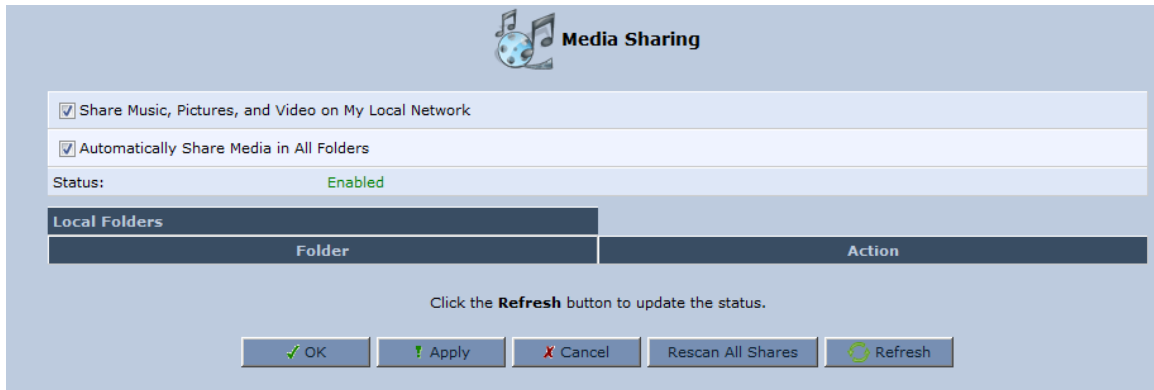 Media Sharing
Share Music, Pictures, and Video on My Local Network
Automatically Share Media in All Folders
Status: Enabled
Local Folders
Folder Action
Click the Refresh button to update the status.
OK Apply Cancel Rescan All Shares Refresh